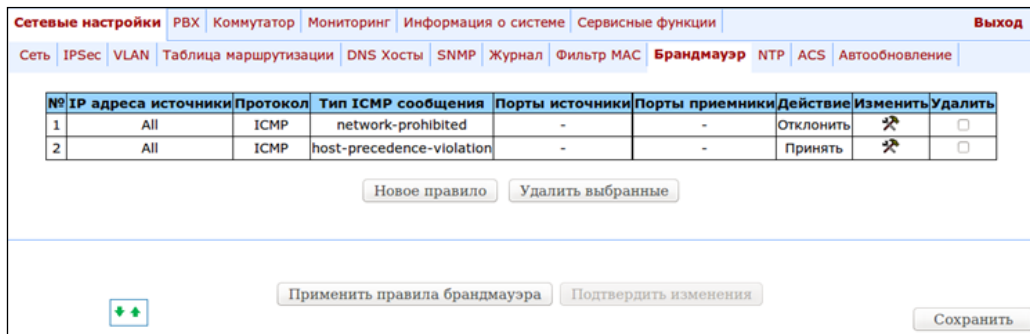 Сетевые настройки PBX Коммутатор Мониторинг Информация о системе Сервисные функции Выход
Сеть IPSec VLAN Таблица маршрутизации DNS Хосты SNMP Журнал Фильтр MAC Брандмауэр NTP ACS Автообновление
№ IP адреса источники Протокол Тип ICMP сообщения Порты источники Порты приемники Действие Изменить Удалить
1 All ICMP network-prohibited - - Отклонить
2 All ICMP host-precedence-violation - - Принять
Новое правило Удалить выбранные
Применить правила брандмауэра Подтвердить изменения
Сохранить